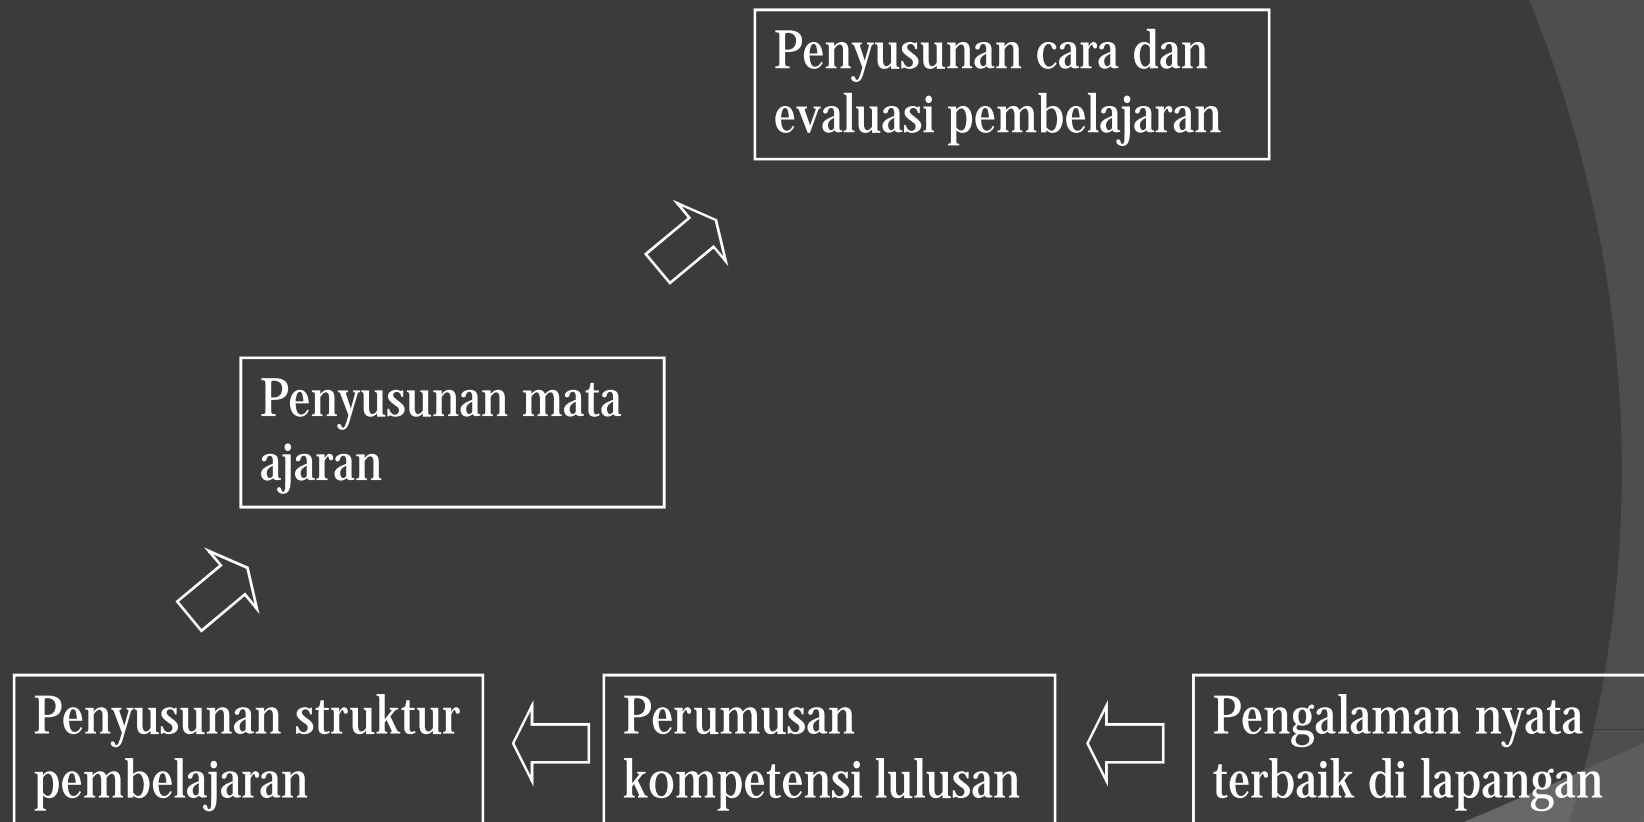 Penyusunan cara dan
evaluasi pembelajaran
Penyusunan mata
ajaran
Penyusunan struktur
pembelajaran
Perumusan
kompetensi lulusan
Pengalaman nyata
terbaik di lapangan